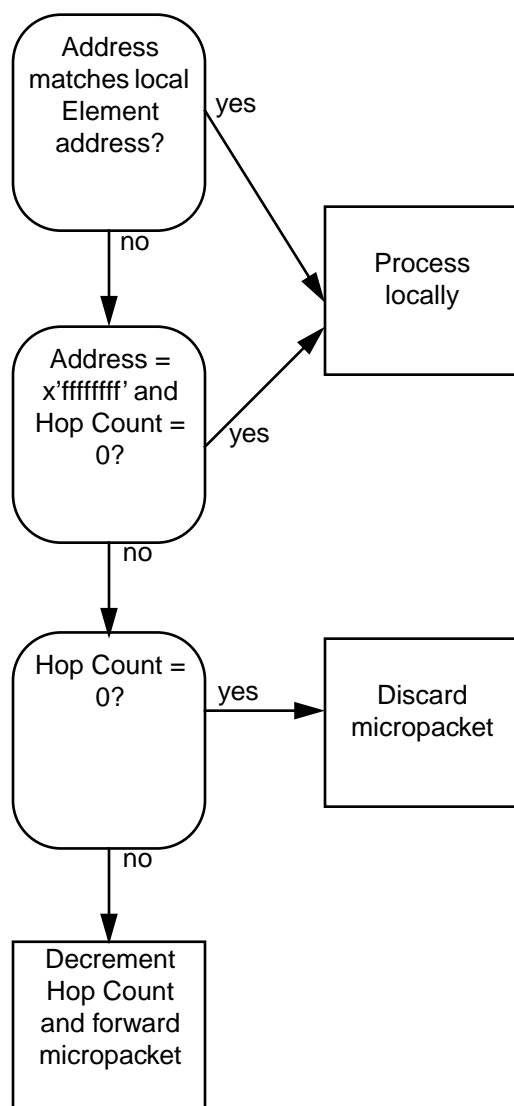 Address
matches local
Element
address?
yes
no
Process
locally
Address =
x’ffffffff’ and
Hop Count =
0?
yes
no
Hop Count =
0?
yes
Discard
micropacket
no
Decrement
Hop Count
and forward
micropacket